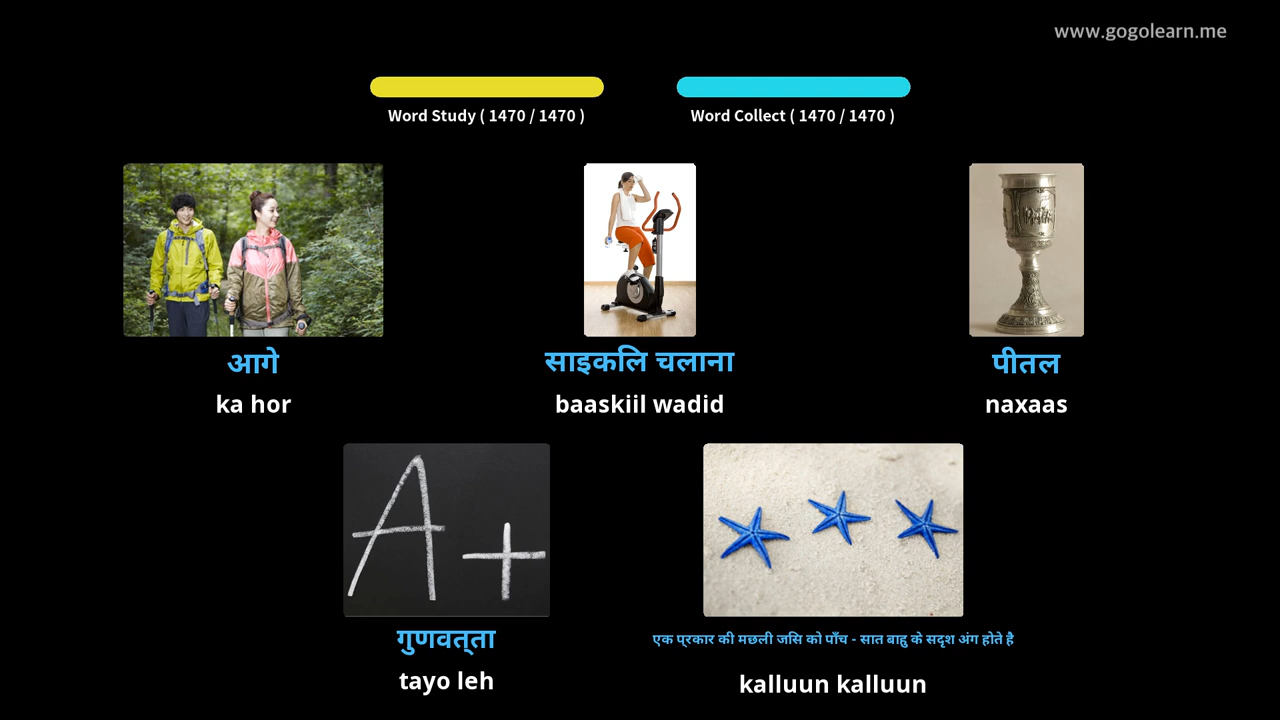 www.gogolearn.me
Word Study ( 1470 / 1470 )
Word Collect ( 1470 / 1470 )
आगे
साइकलि चलाना
पीतल
ka hor
baaskiil wadid
naxaas
A+
गुणवत्ता
एक प्रकार की मछली जसि को पाँच - सात बाहु के सदृश अंग होते है
tayo leh
kalluun kalluun